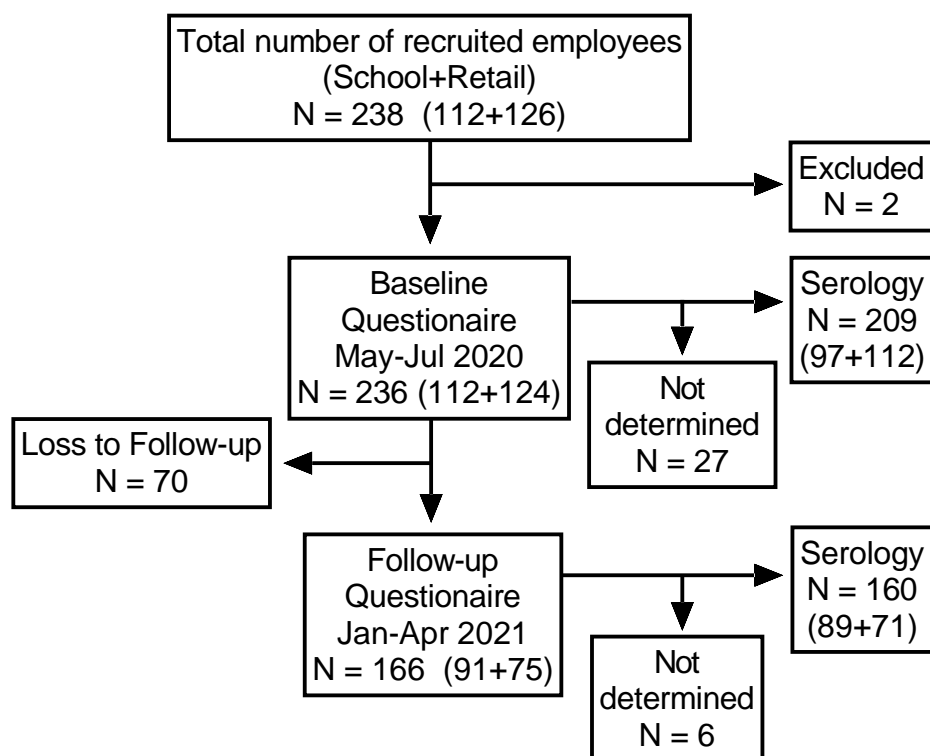 Total number of recruited employees
(School+Retail)
N = 238  (112+126)
Excluded
N = 2
Baseline
Questionaire
May-Jul 2020
N = 236 (112+124)
Serology
N = 209
(97+112)
Not
determined
N = 27
Loss to Follow-up
N = 70
Follow-up
Questionaire
Jan-Apr 2021
N = 166  (91+75)
Serology
N = 160
(89+71)
Not
determined
N = 6